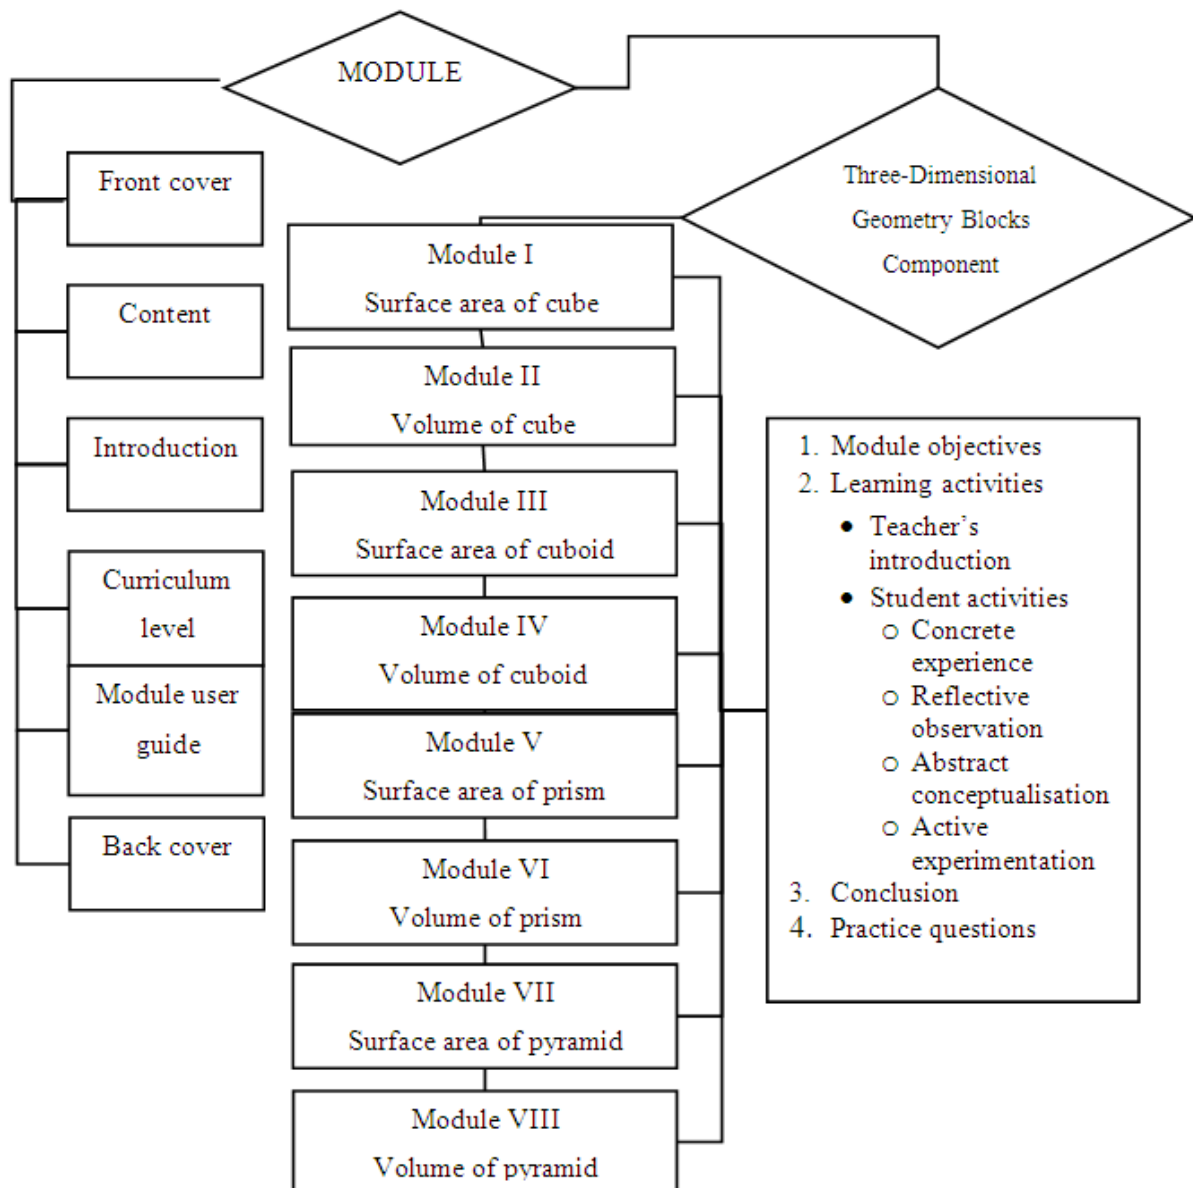 MODULE
Front cover
Content
Introduction
Curriculum
level
Module user
guide
Back cover
Three-Dimensional
Geometry Blocks
Component
Module I
Surface area of cube
Module II
Volume of cube
Module III
Surface area of cuboid
Module IV
Volume of cuboid
Module V
Surface area of prism
Module VI
Volume of prism
Module VII
Surface area of pyramid
Module VIII
Volume of pyramid
1. Module objectives
2. Learning activities
• Teacher’s
introduction
• Student activities
o Concrete
experience
o Reflective
observation
o Abstract
conceptualisation
o Active
experimentation
3. Conclusion
4. Practice questions